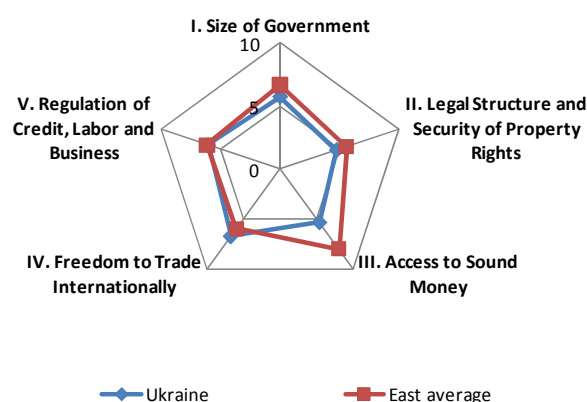 I. Size of Government
10
V. Regulation of
Credit, Labor and
Business
5
II. Legal Structure and
Security of Property
Rights
0
IV. Freedom to Trade
Internationally
III. Access to Sound
Money
Ukraine
East average